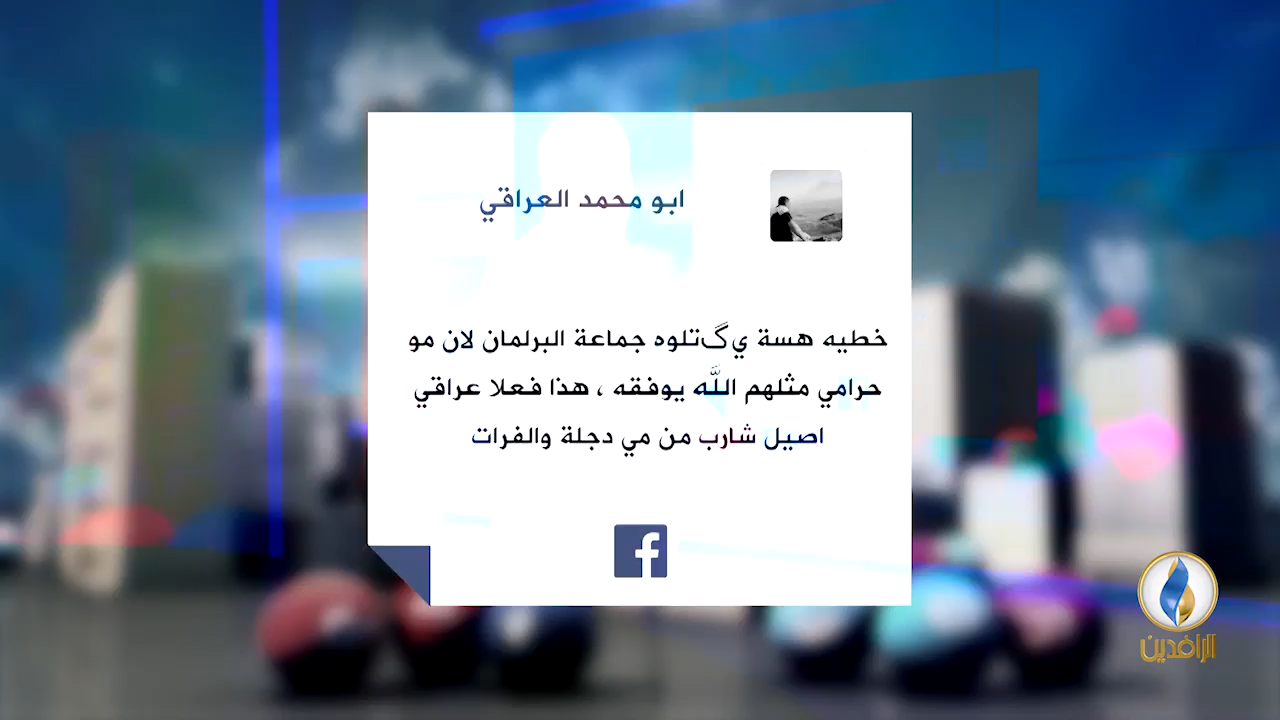 ابو محمد العراقي
خطيه هسة يگتلوه جماعة البرلمان لان مو
حرامي مثلهم الله يوفقه ، هذا فعلا عراقي
اصيل شارب من مي دجلة والفرات
الرافدين